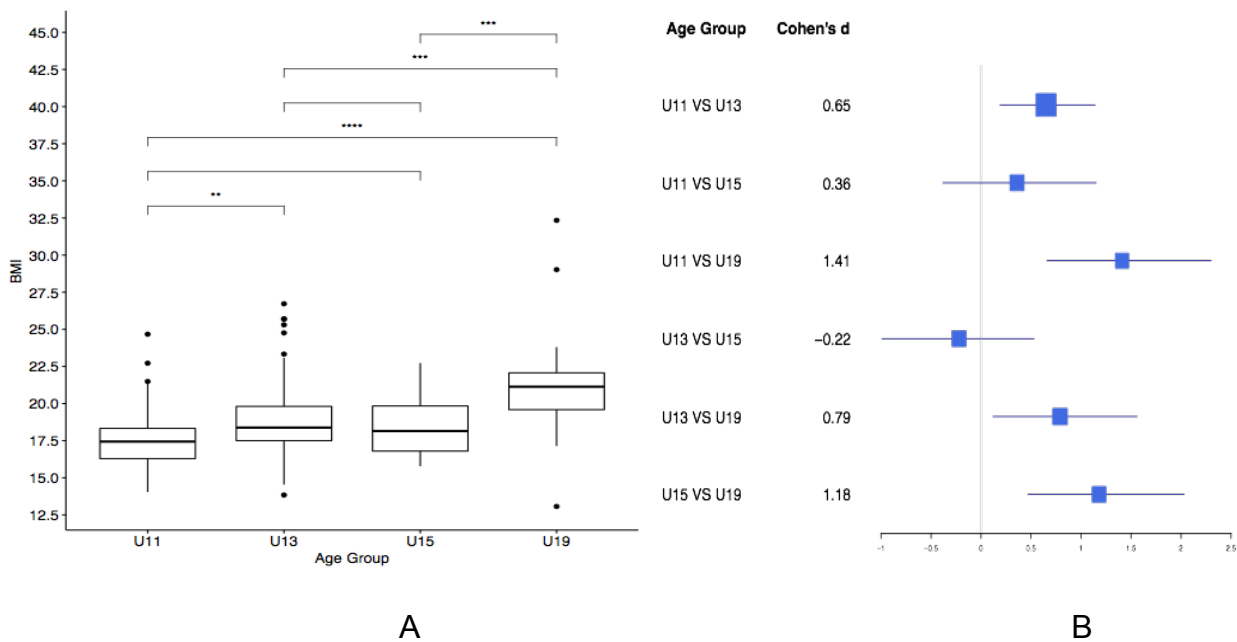 45.0
42.5
40.0
37.5
35.0
32.5
30.0
27.5
25.0
22.5
20.0
17.5
15.0
12.5
BMI
***
***
****
**
U11 U13 U15 U19
Age Group
A
Age Group Cohen's d
U11 VS U13 0.65
U11 VS U15 0.36
U11 VS U19 1.41
U13 VS U15 −0.22
U13 VS U19 0.79
U15 VS U19 1.18
-1 -0.5 0 0.5 1 1.5 2 2.5
B